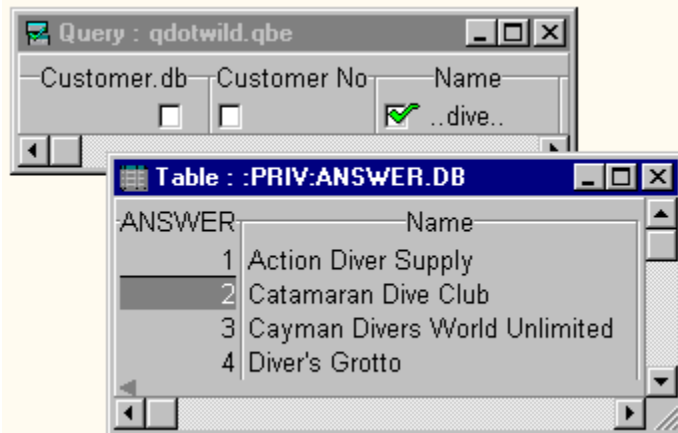 Query : qdotwild.qbe
Customer.db Customer No Name
..dive..
Table : :PRIV:ANSWER.DB
ANSWER Name
1 Action Diver Supply
2 Catamaran Dive Club
3 Cayman Divers World Unlimited
4 Diver's Grotto